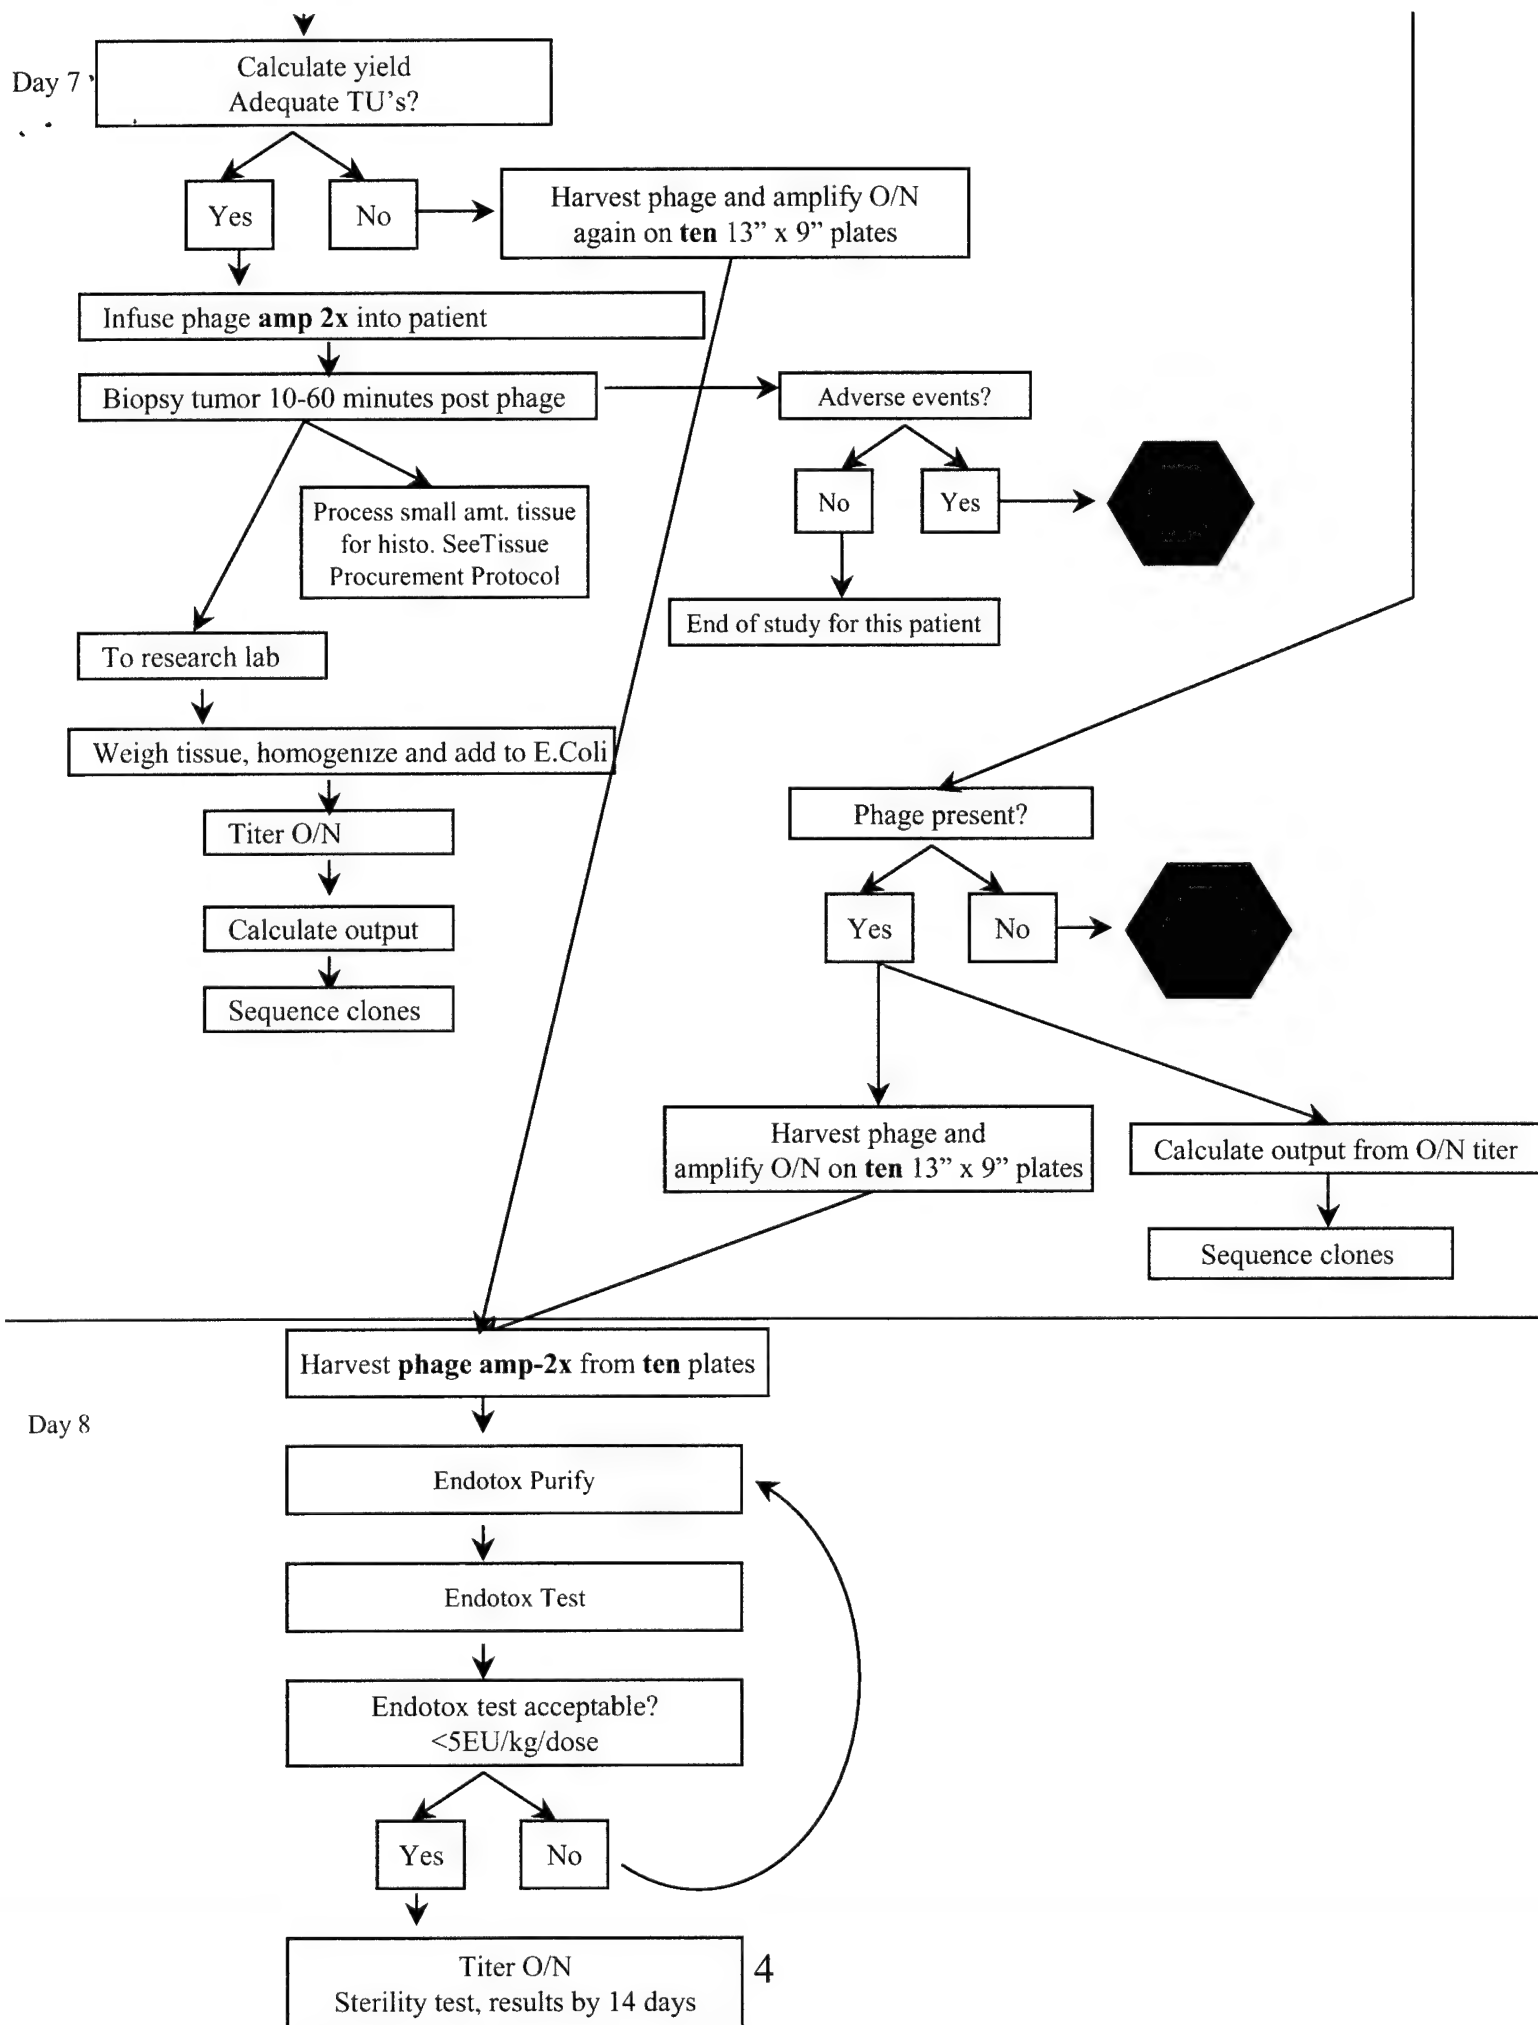 Day 7
Calculate yield
Adequate TU's?
Yes
No
Harvest phage and amplify O/N
again on ten 13” x 9” plates
Infuse phage amp 2x into patient
Biopsy tumor 10-60 minutes post phage
Adverse events?
No
Yes
Process small amt. tissue
for histo. SeeTissue
Procurement Protocol
End of study for this patient
To research lab
Weigh tissue, homogenize and add to E.Coli
Titer O/N
Calculate output
Sequence clones
Phage present?
Yes
No
Harvest phage and
amplify O/N on ten 13” x 9” plates
Calculate output from O/N titer
Sequence clones
Harvest phage amp-2x from ten plates
Day 8
Endotox Purify
Endotox Test
Endotox test acceptable?
<5EU/kg/dose
Yes
No
Titer O/N
Sterility test, results by 14 days
4